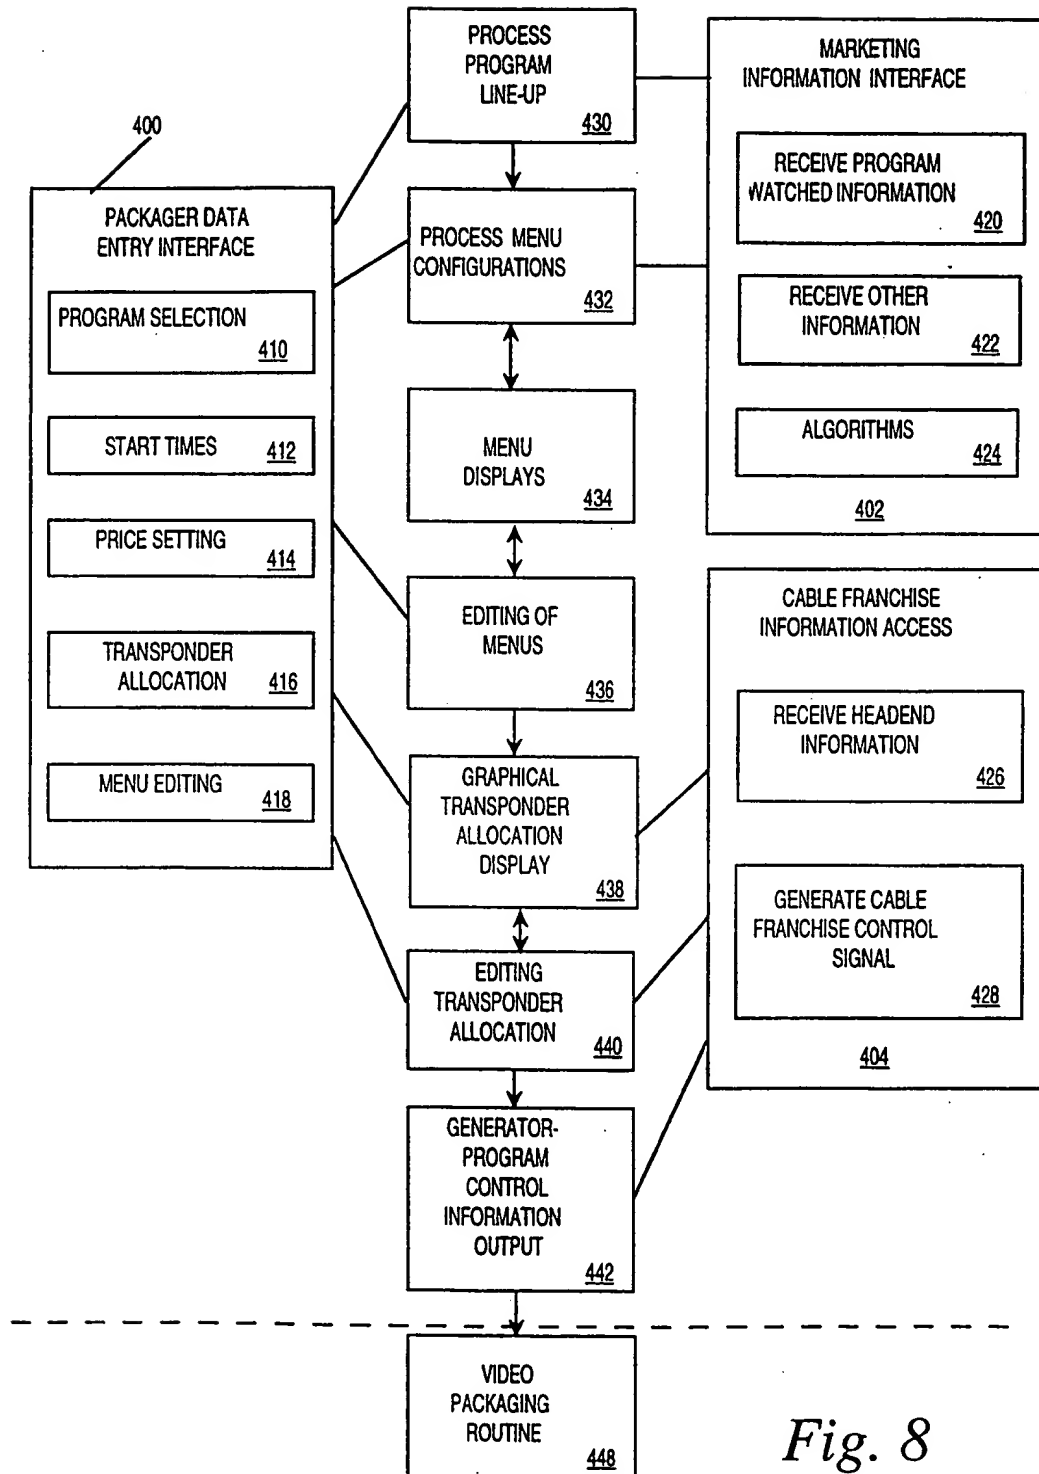 400
PACKAGER DATA
ENTRY INTERFACE
PROGRAM SELECTION
410
START TIMES 412
PRICE SETTING
414
TRANSPONDER
ALLOCATION 416
MENU EDITING 418
PROCESS
PROGRAM
LINE-UP
430
PROCESS MENU
CONFIGURATIONS
432
MENU
DISPLAYS
434
EDITING OF
MENUS
436
GRAPHICAL
TRANSPONDER
ALLOCATION
DISPLAY
438
EDITING
TRANSPONDER
ALLOCATION
440
GENERATOR-
PROGRAM
CONTROL
INFORMATION
OUTPUT
442
VIDEO
PACKAGING
ROUTINE
448
MARKETING
INFORMATION INTERFACE
RECEIVE PROGRAM
WATCHED INFORMATION
420
RECEIVE OTHER
INFORMATION
422
ALGORITHMS
424
402
CABLE FRANCHISE
INFORMATION ACCESS
RECEIVE HEADEND
INFORMATION
426
GENERATE CABLE
FRANCHISE CONTROL
SIGNAL
428
404
Fig. 8